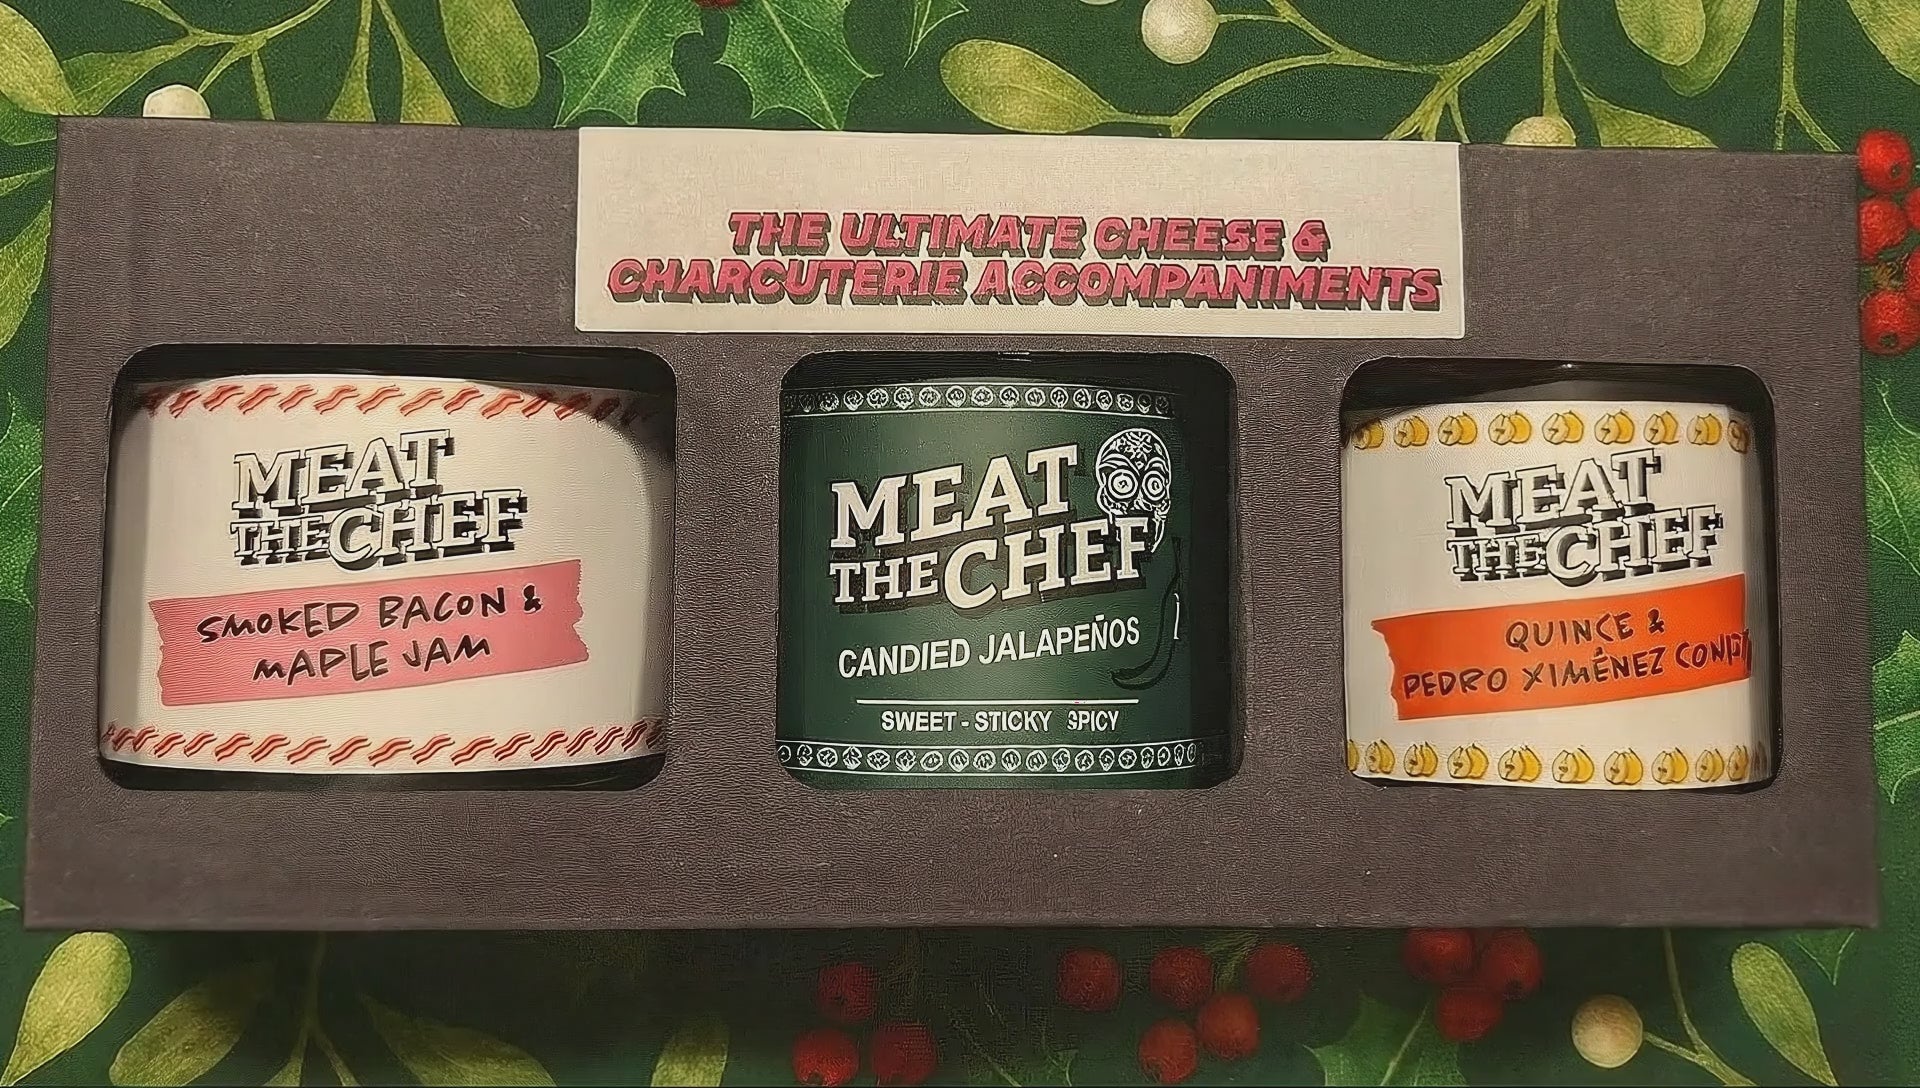 THE ULTIMATE CHEESE &
CHARCUTERIE ACCOMPANIMENTS
MEAT
THE CHEF
SMOKED BACON &
MAPLE JAM
MEAT
THE CHEF
CANDIED JALAPEÑOS
SWEET - STICKY SPICY
MEAT
THE CHEF
QUINCE &
PEDRO XIMÉNEZ